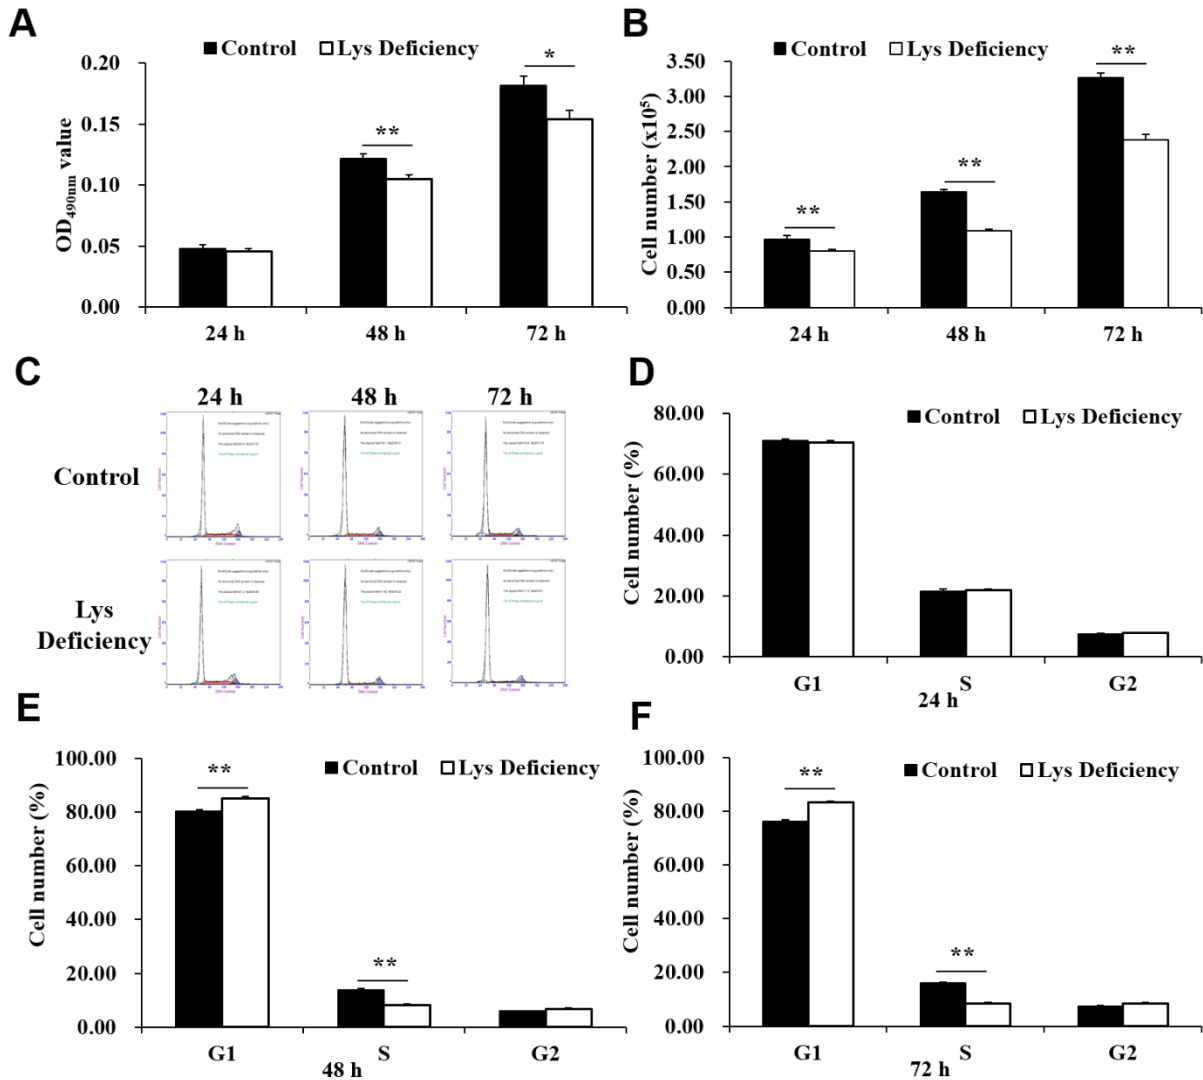 A
Control Lys Deficiency
OD490nm value
0.20
0.15
0.10
0.05
0.00
*
**
24 h 48 h 72 h
B
Control Lys Deficiency
Cell number (x10⁵)
3.50
3.00
2.50
2.00
1.50
1.00
0.50
0.00
**
**
**
24 h 48 h 72 h
C
24 h 48 h 72 h
Control
Lys
Deficiency
D
Control Lys Deficiency
Cell number (%)
80.00
60.00
40.00
20.00
0.00
G1 S G2
24 h
E
Control Lys Deficiency
Cell number (%)
100.00
80.00
60.00
40.00
20.00
0.00
**
**
G1 S G2
48 h
F
Control Lys Deficiency
Cell number (%)
100.00
80.00
60.00
40.00
20.00
0.00
**
**
G1 S G2
72 h